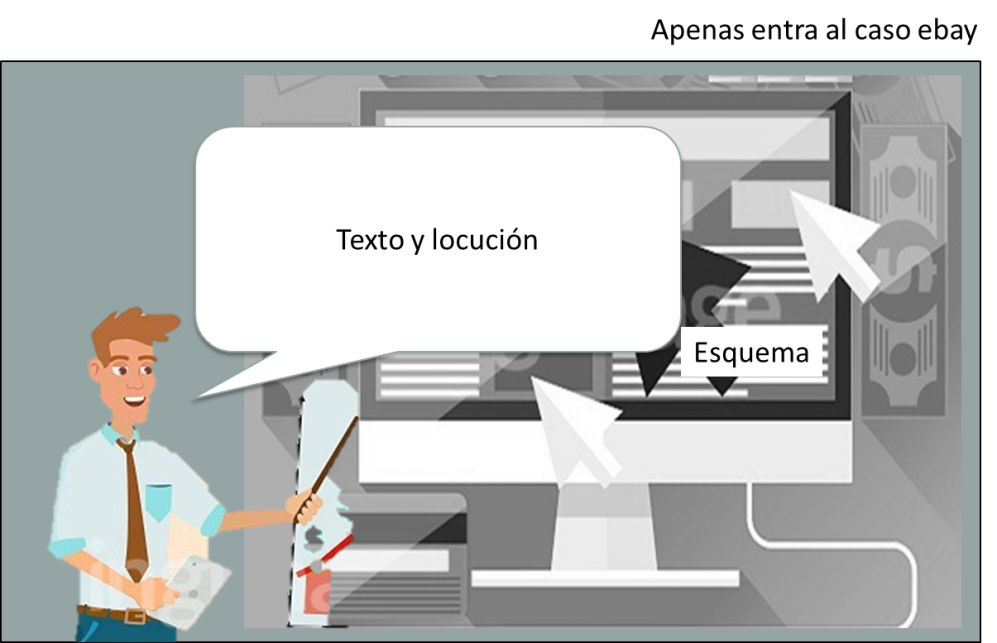 Apenas entra al caso ebay
Texto y locución
Esquema